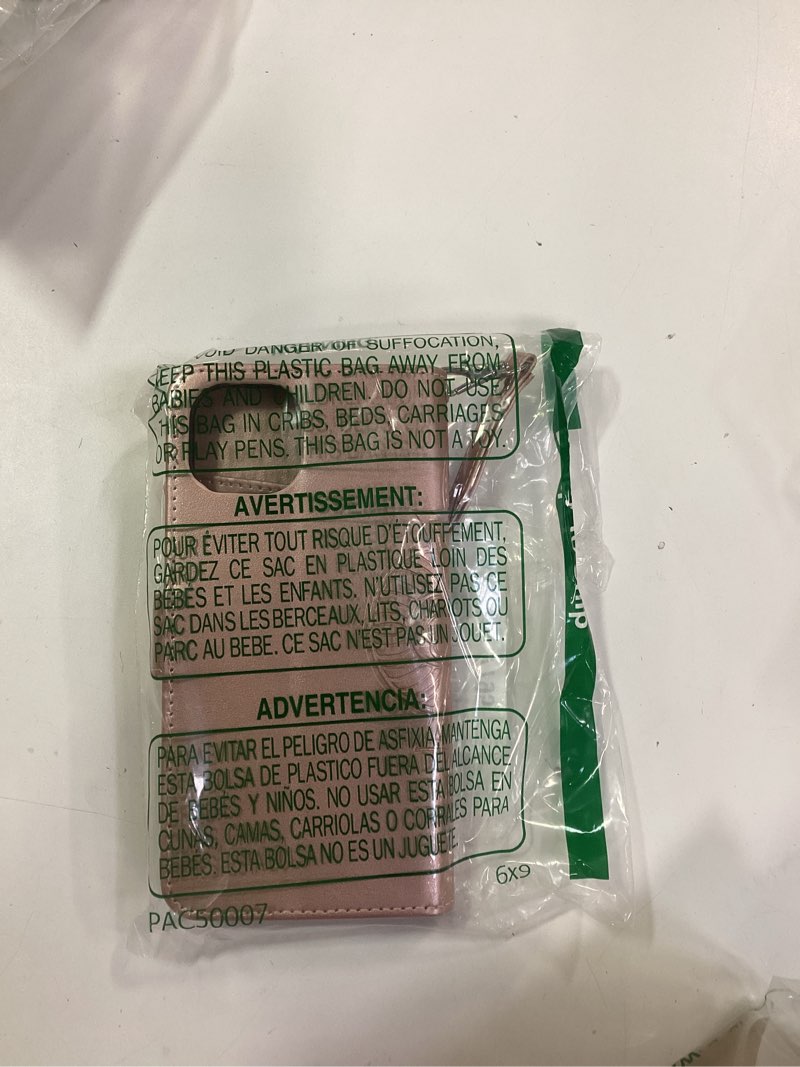 DANGER OF SUFFOCATION,
KEEP THIS PLASTIC BAG AWAY FROM
BABIES AND CHILDREN. DO NOT USE
THIS BAG IN CRIBS, BEDS, CARRIAGES
OR PLAY PENS. THIS BAG IS NOT A TOY.
AVERTISSEMENT:
POUR ÉVITER TOUT RISQUE D'ÉTOUFFEMENT,
GARDEZ CE SAC EN PLASTIQUE LOIN DES
BÉBÉS ET LES ENFANTS. N'UTILISEZ PAS CE
SAC DANS LES BERCEAUX, LITS, CHARIOTS OU
PARC AU BEBE. CE SAC N'EST PAS UN JOUET.
ADVERTENCIA:
PARA EVITAR EL PELIGRO DE ASFIXIA, MANTENGA
ESTA BOLSA DE PLASTICO FUERA DEL ALCANCE
DE BEBÉS Y NIÑOS. NO USAR ESTA BOLSA EN
CUNAS, CAMAS, CARRIOLAS O CORRALES PARA
BEBÉS. ESTA BOLSA NO ES UN JUGUETE.
6x9
PAC50007